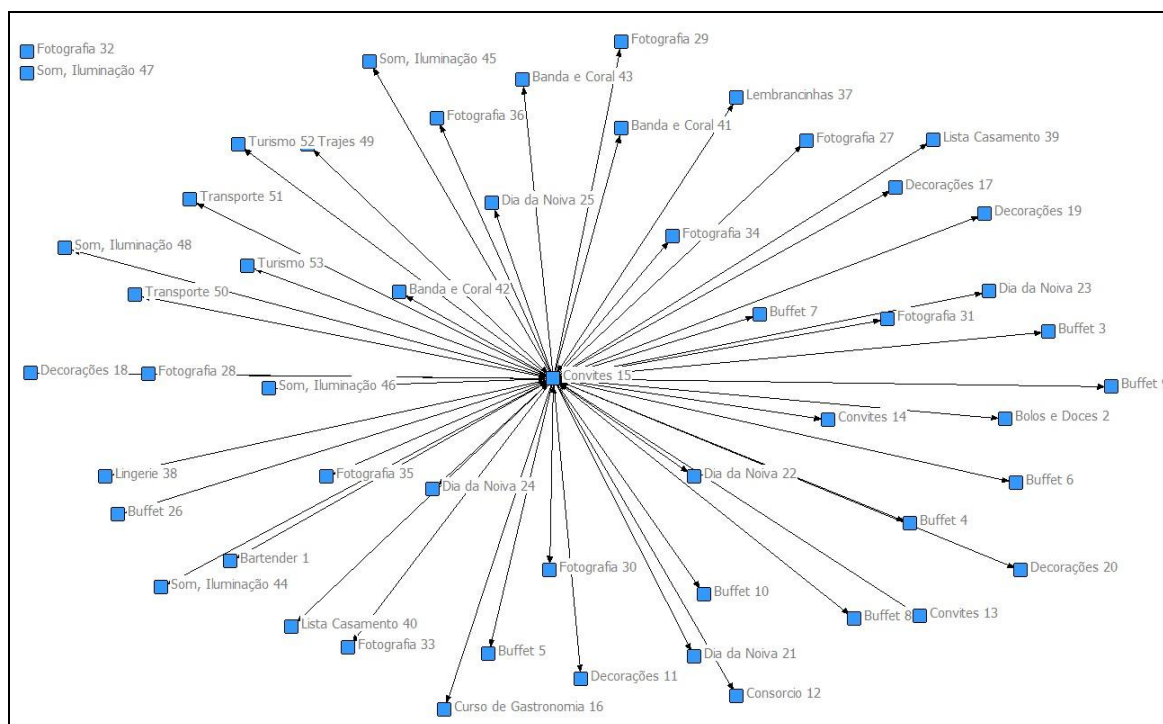 Fotografia 32
Som, Iluminação 47
Fotografia 29
Som, Iluminação 45
Banda e Coral 43
Lembrancinhas 37
Fotografia 36
Banda e Coral 41
Fotografia 27
Lista Casamento 39
Turismo 52 Trajes 49
Decorações 17
Transporte 51
Dia da Noiva 25
Decorações 19
Fotografia 34
Som, Iluminação 48
Turismo 53
Transporte 50
Banda e Coral 42
Dia da Noiva 23
Buffet 7
Fotografia 31
Buffet 3
Decorações 18
Fotografia 28
Convites 15
Som, Iluminação 46
Buffet 9
Convites 14
Bolos e Doces 2
Lingerie 38
Fotografia 35
Dia da Noiva 22
Buffet 6
Dia da Noiva 24
Buffet 26
Buffet 4
Bartender 1
Fotografia 30
Decorações 20
Som, Iluminação 44
Buffet 10
Buffet 8
Convites 13
Lista Casamento 40
Fotografia 33
Buffet 5
Dia da Noiva 21
Decorações 11
Consorcio 12
Curso de Gastronomia 16